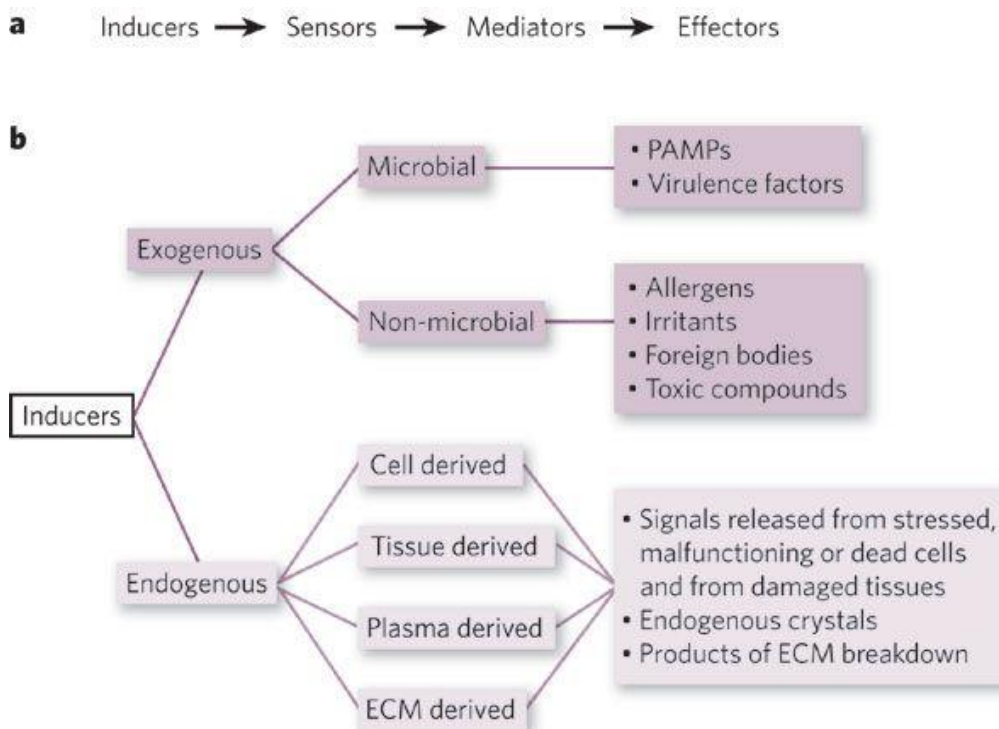 a Inducers → Sensors → Mediators → Effectors
b
Microbial
• PAMPs
• Virulence factors
Exogenous
Non-microbial
• Allergens
• Irritants
• Foreign bodies
• Toxic compounds
Inducers
Cell derived
Tissue derived
Endogenous
Plasma derived
ECM derived
• Signals released from stressed,
malfunctioning or dead cells
and from damaged tissues
• Endogenous crystals
• Products of ECM breakdown